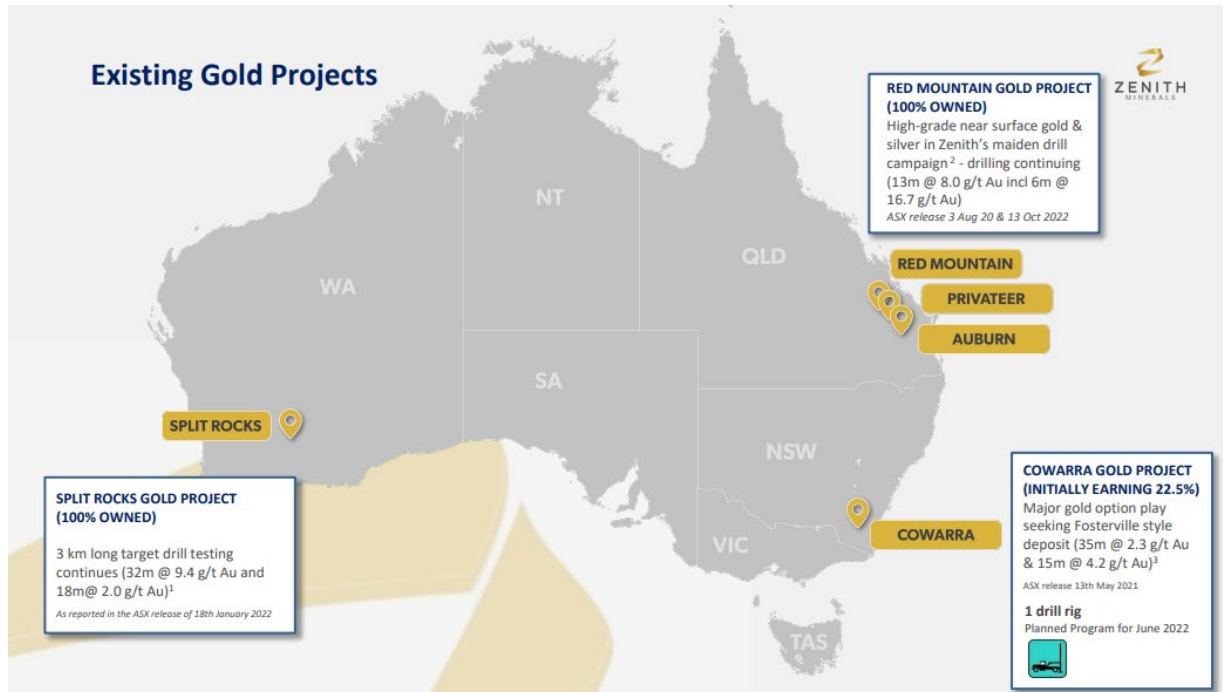 Existing Gold Projects
ZENITH
MINERALS
RED MOUNTAIN GOLD PROJECT
(100% OWNED)
High-grade near surface gold &
silver in Zenith's maiden drill
campaign ² - drilling continuing
(13m @ 8.0 g/t Au incl 6m @
16.7 g/t Au)
ASX release 3 Aug 20 & 13 Oct 2022
NT
QLD
WA
RED MOUNTAIN
PRIVATEER
AUBURN
SA
SPLIT ROCKS
NSW
SPLIT ROCKS GOLD PROJECT
(100% OWNED)
3 km long target drill testing
continues (32m @ 9.4 g/t Au and
18m@ 2.0 g/t Au)¹
As reported in the ASX release of 18th January 2022
COWARRA
VIC
TAS
COWARRA GOLD PROJECT
(INITIALLY EARNING 22.5%)
Major gold option play
seeking Fosterville style
deposit (35m @ 2.3 g/t Au
& 15m @ 4.2 g/t Au)³
ASX release 13th May 2021
1 drill rig
Planned Program for June 2022